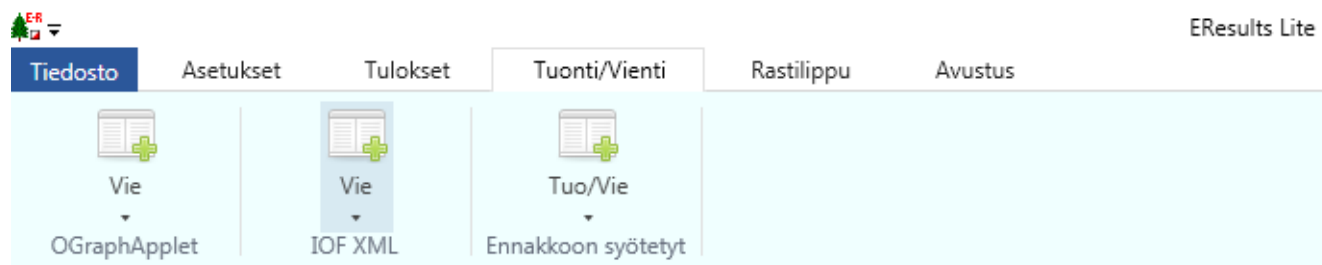 E-R
EResults Lite
Tiedosto Asetukset Tulokset Tuonti/Vienti Rastilippu Avustus
Vie Vie Tuo/Vie
OGraphApplet IOF XML Ennakkoon syötetyt